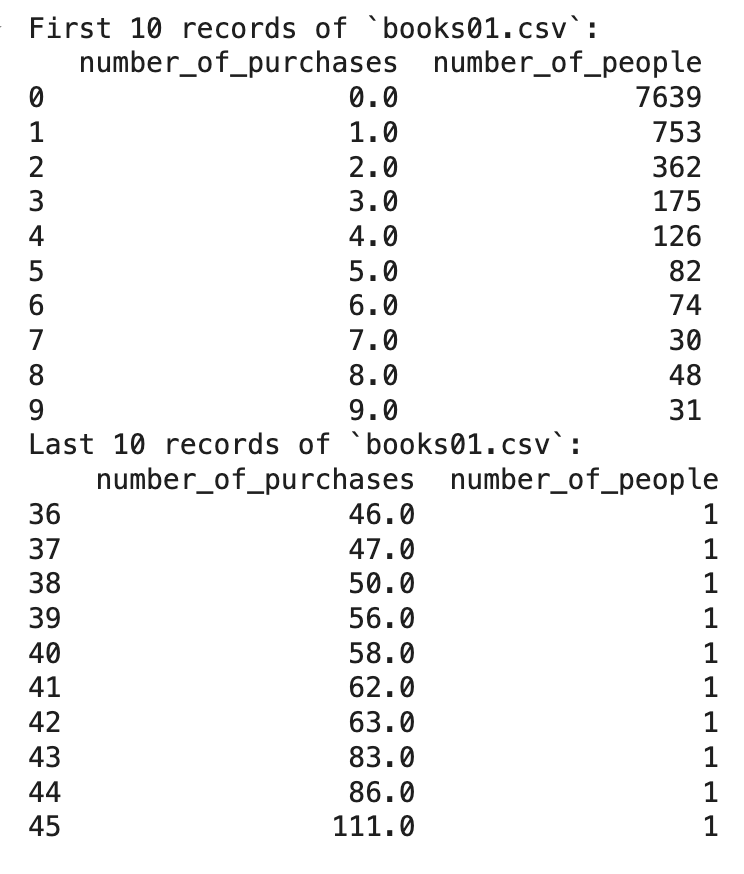 First 10 records of `books01.csv`:
number_of_purchases number_of_people
0 0.0 7639
1 1.0 753
2 2.0 362
3 3.0 175
4 4.0 126
5 5.0 82
6 6.0 74
7 7.0 30
8 8.0 48
9 9.0 31
Last 10 records of `books01.csv`:
number_of_purchases number_of_people
36 46.0 1
37 47.0 1
38 50.0 1
39 56.0 1
40 58.0 1
41 62.0 1
42 63.0 1
43 83.0 1
44 86.0 1
45 111.0 1